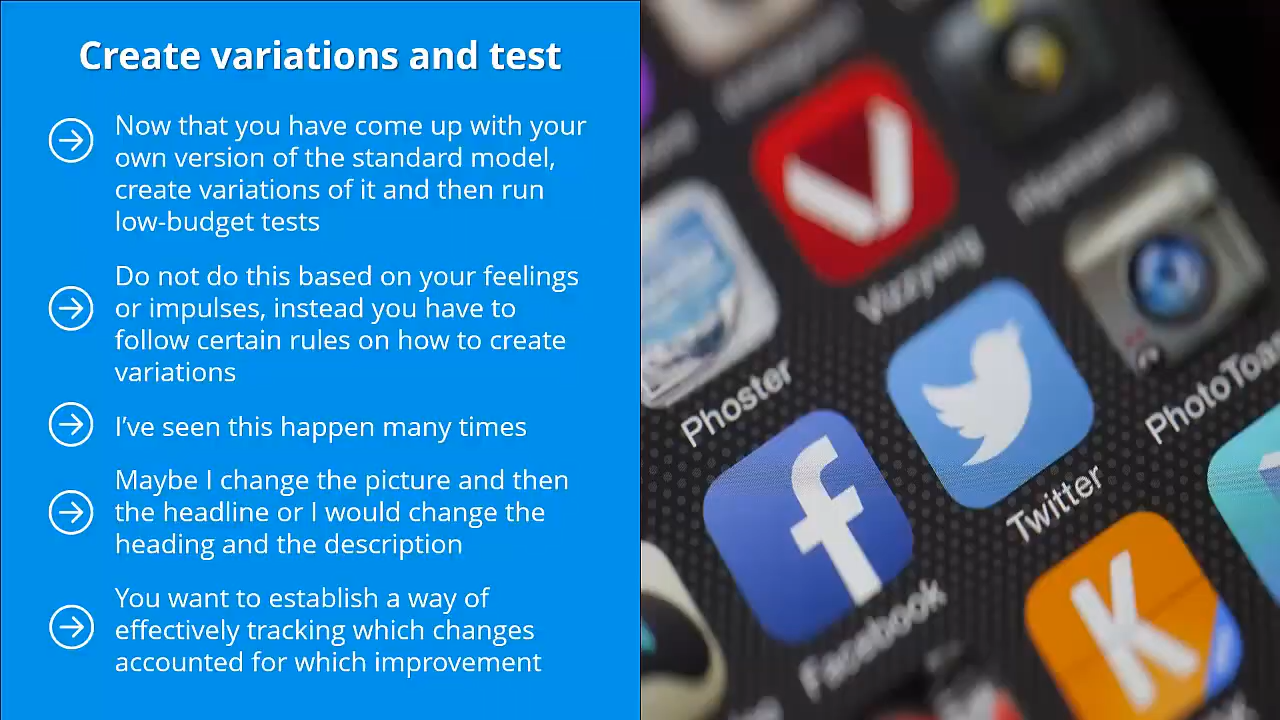 Create variations and test
Now that you have come up with your
own version of the standard model,
create variations of it and then run
low-budget tests
Do not do this based on your feelings
or impulses, instead you have to
follow certain rules on how to create
variations
I’ve seen this happen many times
Maybe I change the picture and then
the headline or I would change the
heading and the description
You want to establish a way of
effectively tracking which changes
accounted for which improvement
Vizzywig
Phoster
Twitter
Facebook
K